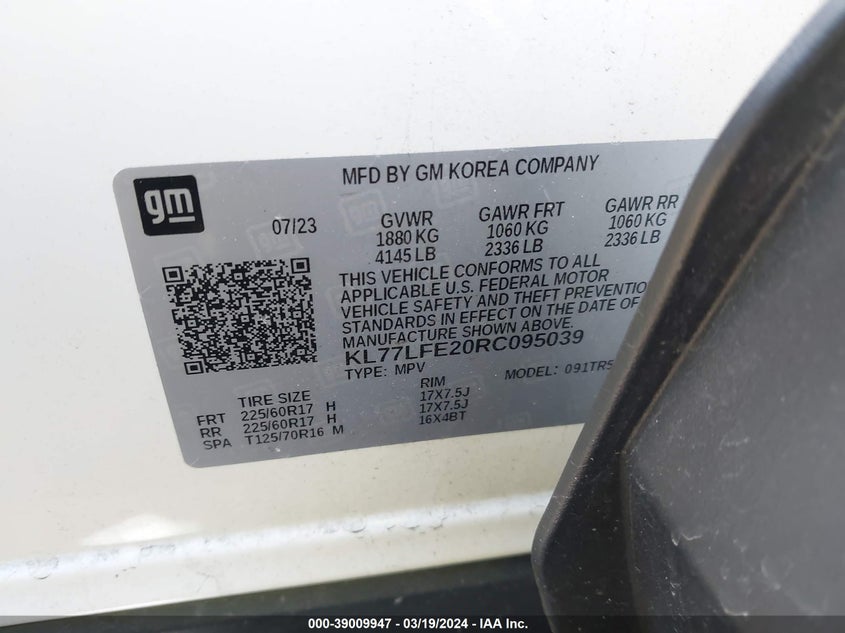 gm
MFD BY GM KOREA COMPANY
07/23
GVWR
1880 KG
4145 LB
GAWR FRT
1060 KG
2336 LB
GAWR RR
1060 KG
2336 LB
THIS VEHICLE CONFORMS TO ALL
APPLICABLE U.S. FEDERAL MOTOR
VEHICLE SAFETY AND THEFT PREVENTION
STANDARDS IN EFFECT ON THE DATE OF
MANUFACTURE SHOWN ABOVE.
KL77LFE20RC095039
TYPE: MPV
MODEL: 091TR5
TIRE SIZE
RIM
FRT 225/60R17 H 17X7.5J
RR 225/60R17 H 17X7.5J
SPA T125/70R16 M 16X4BT
000-39009947 - 03/19/2024 - IAA Inc.